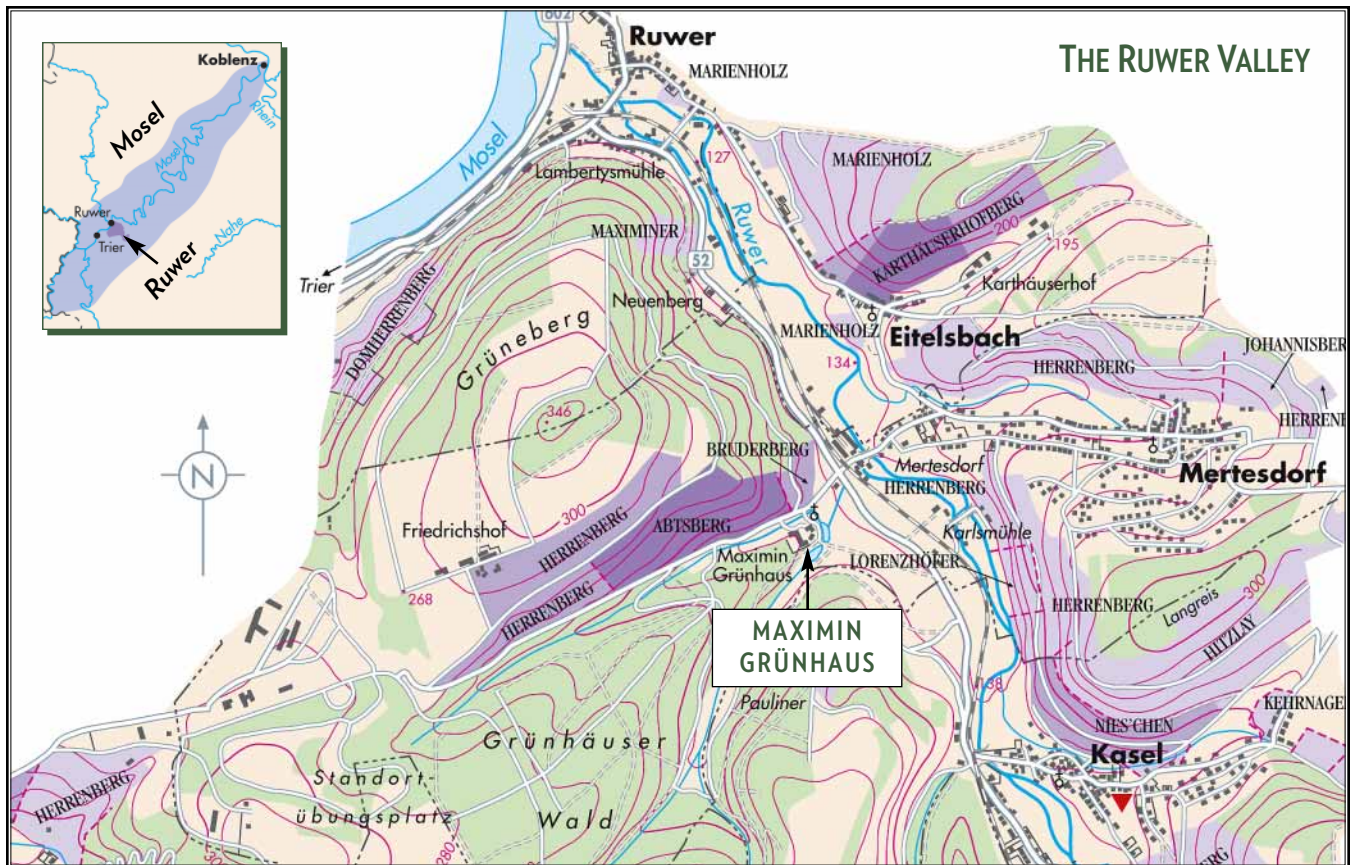 THE RUWER VALLEY
Koblenz
Rhein
Mosel
Mosel
Ruwer
Trier
Nahe
Ruwer
602
Ruwer
MARIENHOLZ
Mosel
127
MARIENHOLZ
Lambertysmühle
Ruwer
KARTHÄUSERHOFBERG
200
195
MAXIMINER
52
Karthäuserhof
Trier
DOMHERRENBERG
Neuenberg
MARIENHOLZ
Eitelsbach
JOHANNISBER
Grüneberg
134
HERRENBERG
346
HERRENB
BRUDERBERG
Mertesdorf
Mertesdorf
HERRENBERG
300
HERRENBERG
ABTSBERG
Friedrichshof
Karlsmühle
Maximin
Grünhaus
LORENZHÖFER
268
HERRENBERG
HERRENBERG
Langreis
300
HITZLAY
MAXIMIN
GRÜNHAUS
Pauliner
38
KEHRNAGE
NIES'CHEN
Kasel
Grünhäuser
Wald
Standort-
übungsplatz
HERRENBERG
280